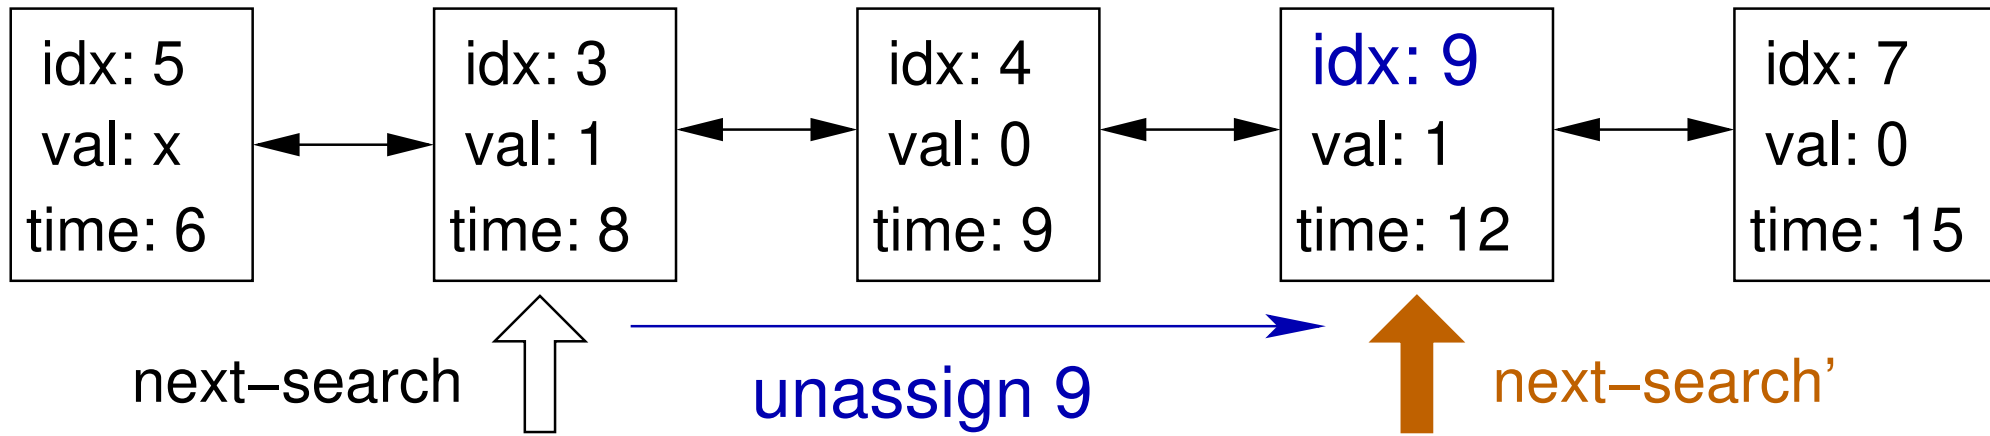 idx: 5
val: x
time: 6
idx: 3
val: 1
time: 8
idx: 4
val: 0
time: 9
idx: 9
val: 1
time: 12
idx: 7
val: 0
time: 15
next−search
unassign 9
next−search’